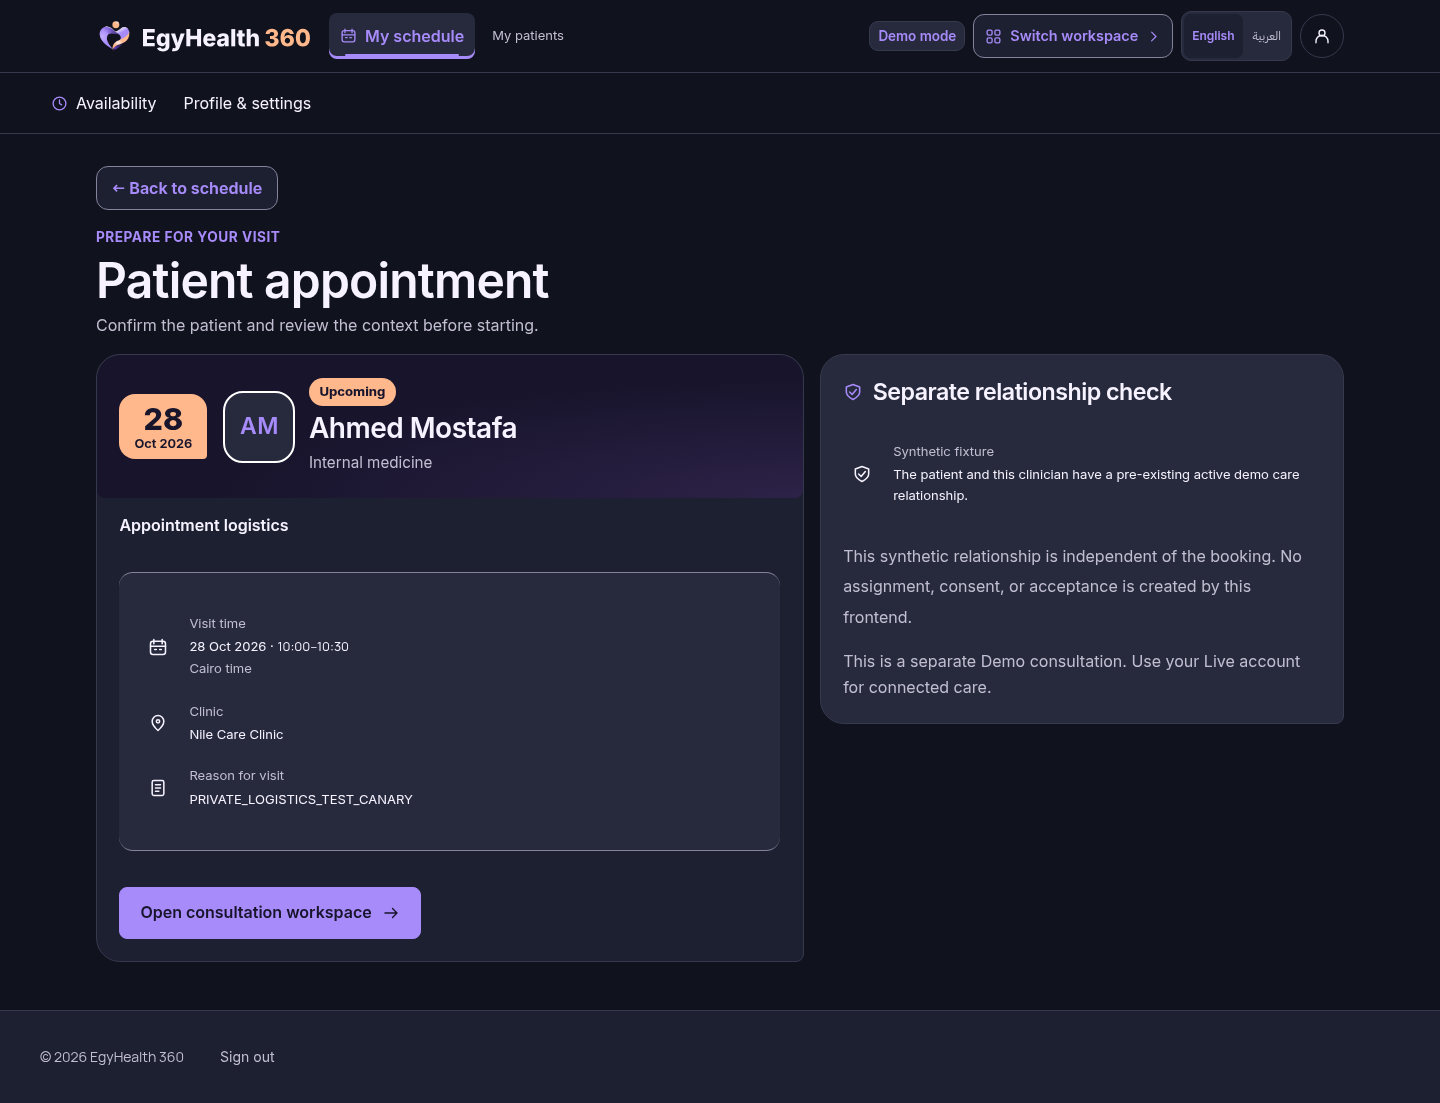 EgyHealth 360
My schedule
My patients
Demo mode
Switch workspace
English
العربية
Availability
Profile & settings
← Back to schedule
PREPARE FOR YOUR VISIT
Patient appointment
Confirm the patient and review the context before starting.
28
Oct 2026
AM
Upcoming
Ahmed Mostafa
Internal medicine
Appointment logistics
Visit time
28 Oct 2026 · 10:00–10:30
Cairo time
Clinic
Nile Care Clinic
Reason for visit
PRIVATE_LOGISTICS_TEST_CANARY
Open consultation workspace →
Separate relationship check
Synthetic fixture
The patient and this clinician have a pre-existing active demo care
relationship.
This synthetic relationship is independent of the booking. No
assignment, consent, or acceptance is created by this
frontend.
This is a separate Demo consultation. Use your Live account
for connected care.
© 2026 EgyHealth 360
Sign out